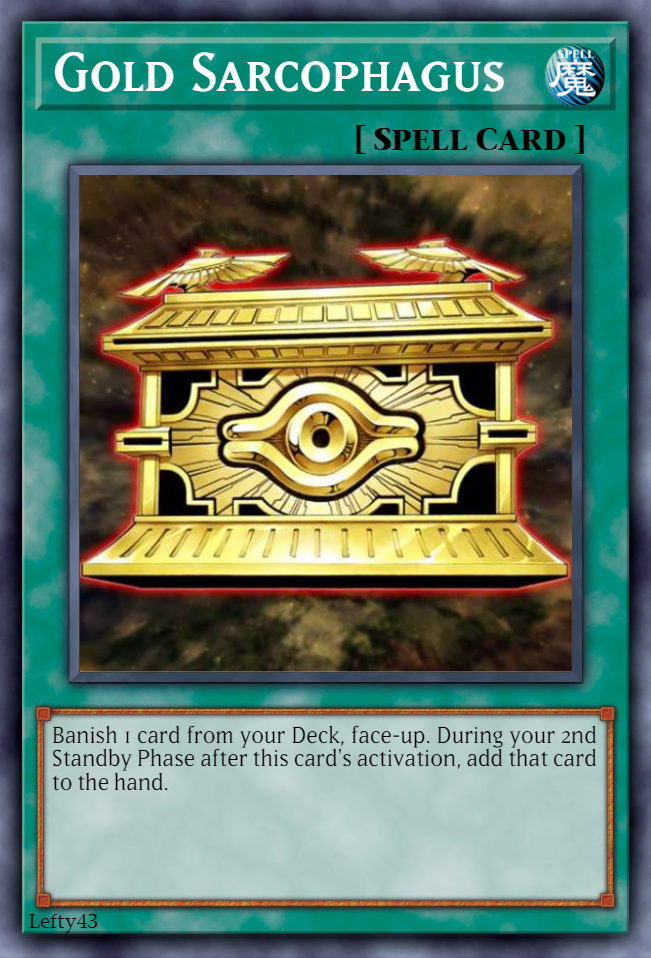 Gold Sarcophagus
SPELL
魔
[ Spell Card ]
Banish 1 card from your Deck, face-up. During your 2nd
Standby Phase after this card's activation, add that card
to the hand.
Lefty43